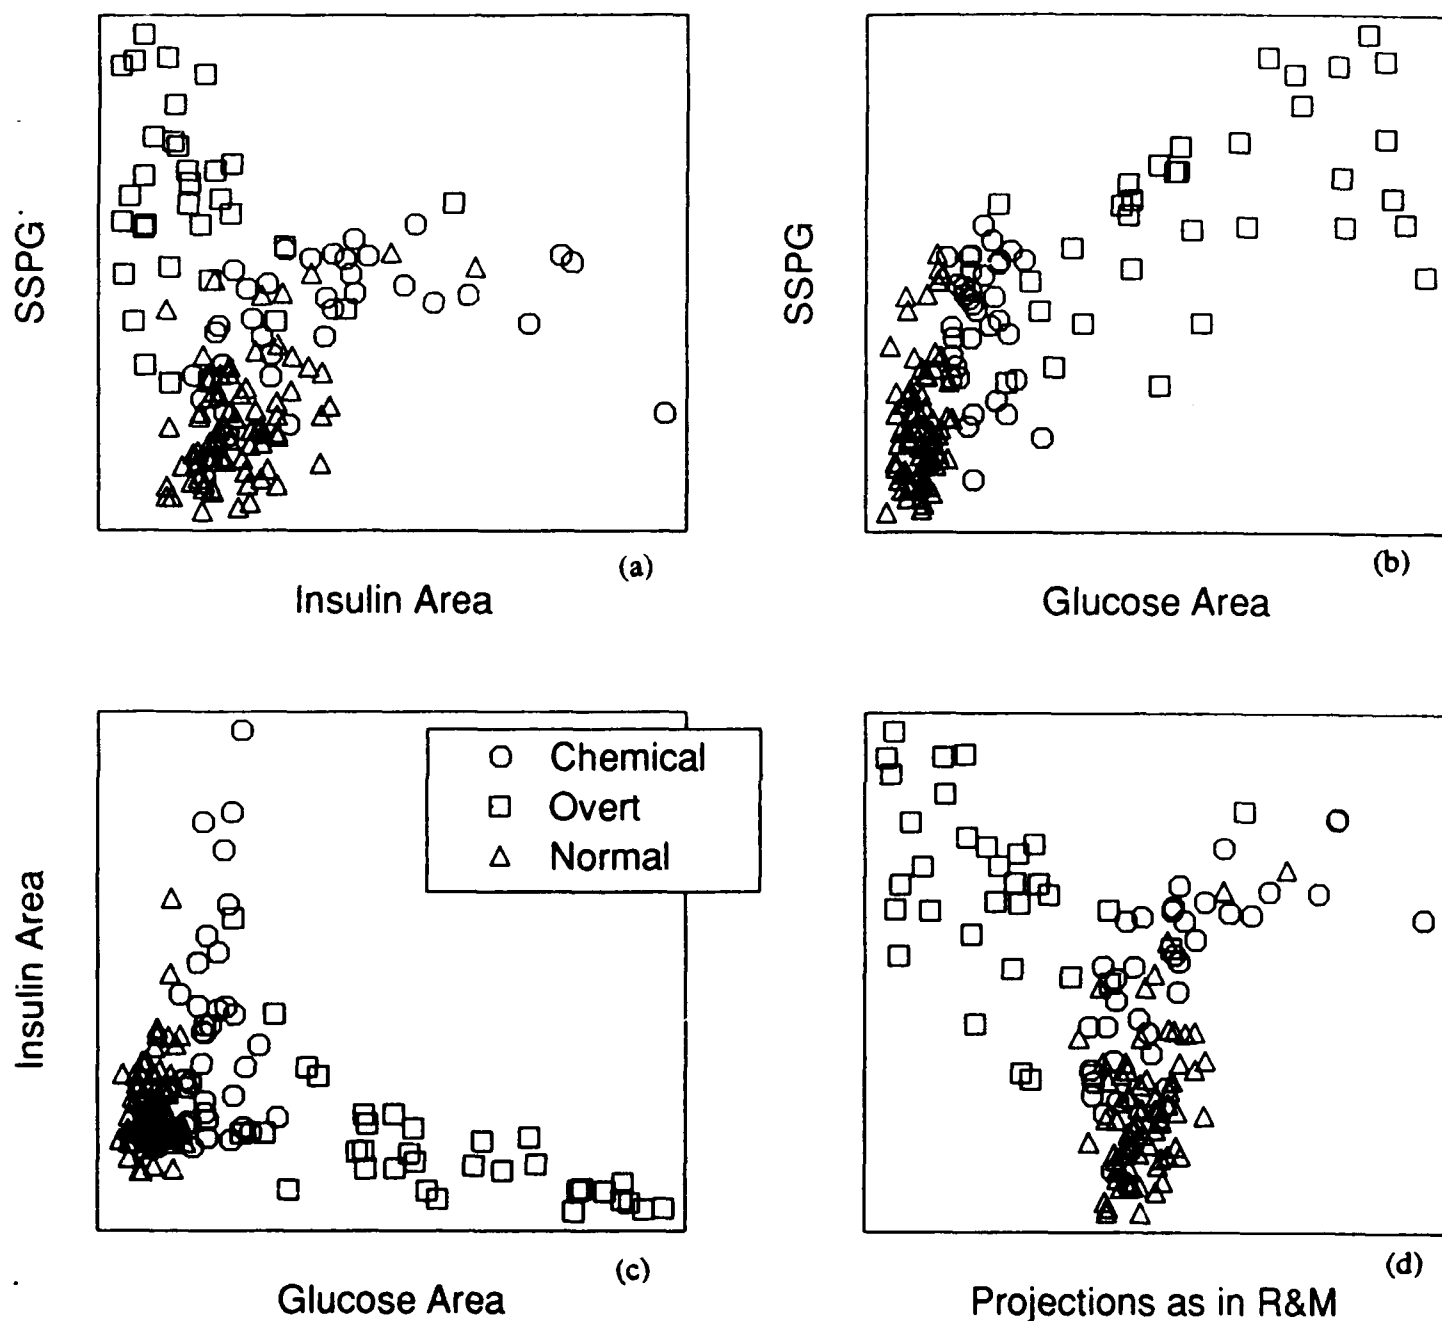 SSPG
(a)
Insulin Area
SSPG
(b)
Glucose Area
Insulin Area
Chemical
Overt
Normal
(c)
Glucose Area
(d)
Projections as in R&M